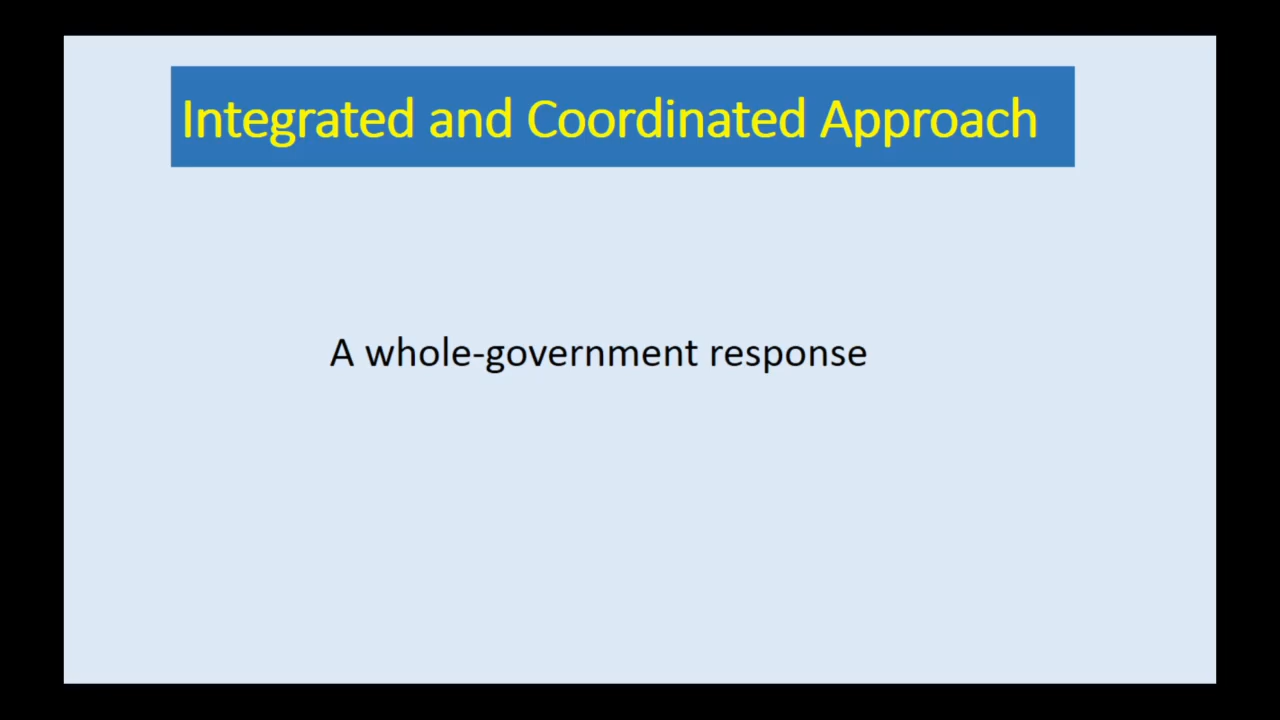 Integrated and Coordinated Approach
A whole-government response